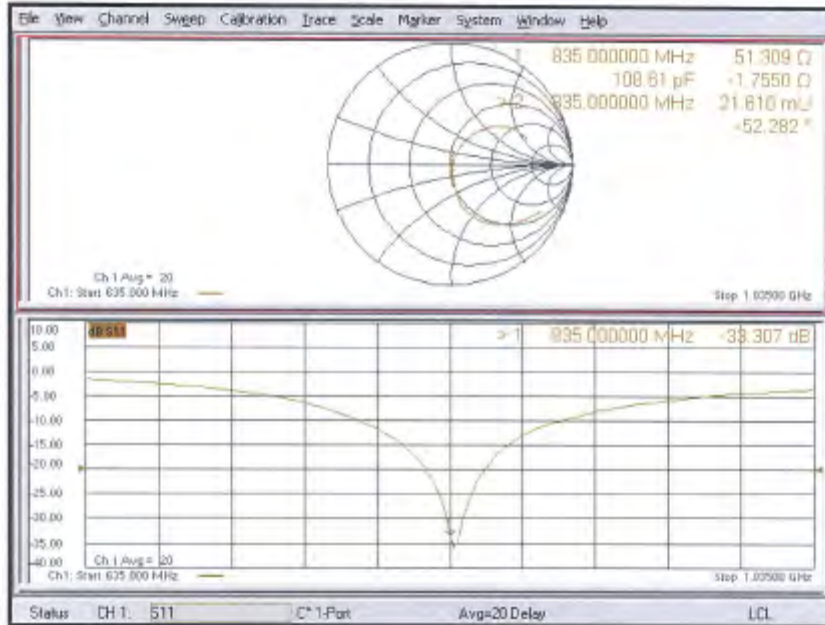 File View Channel Sweep Calibration Trace Scale Marker System Window Help
1 835.000000 MHz 51.309 Ω
108.61 pF -1.7550 Ω
>2 835.000000 MHz 21.610 mU
-52.282 °
Ch 1 Avg = 20
Ch1: Start 635.000 MHz
Stop 1.03500 GHz
10.00
dB S11
> 1 835.000000 MHz -33.307 dB
5.00
0.00
-5.00
-10.00
-15.00
-20.00
-25.00
-30.00
-35.00
-40.00
Ch 1 Avg = 20
Ch1: Start 635.000 MHz
Stop 1.03500 GHz
Status CH 1: S11 C* 1-Port Avg=20 Delay LCL